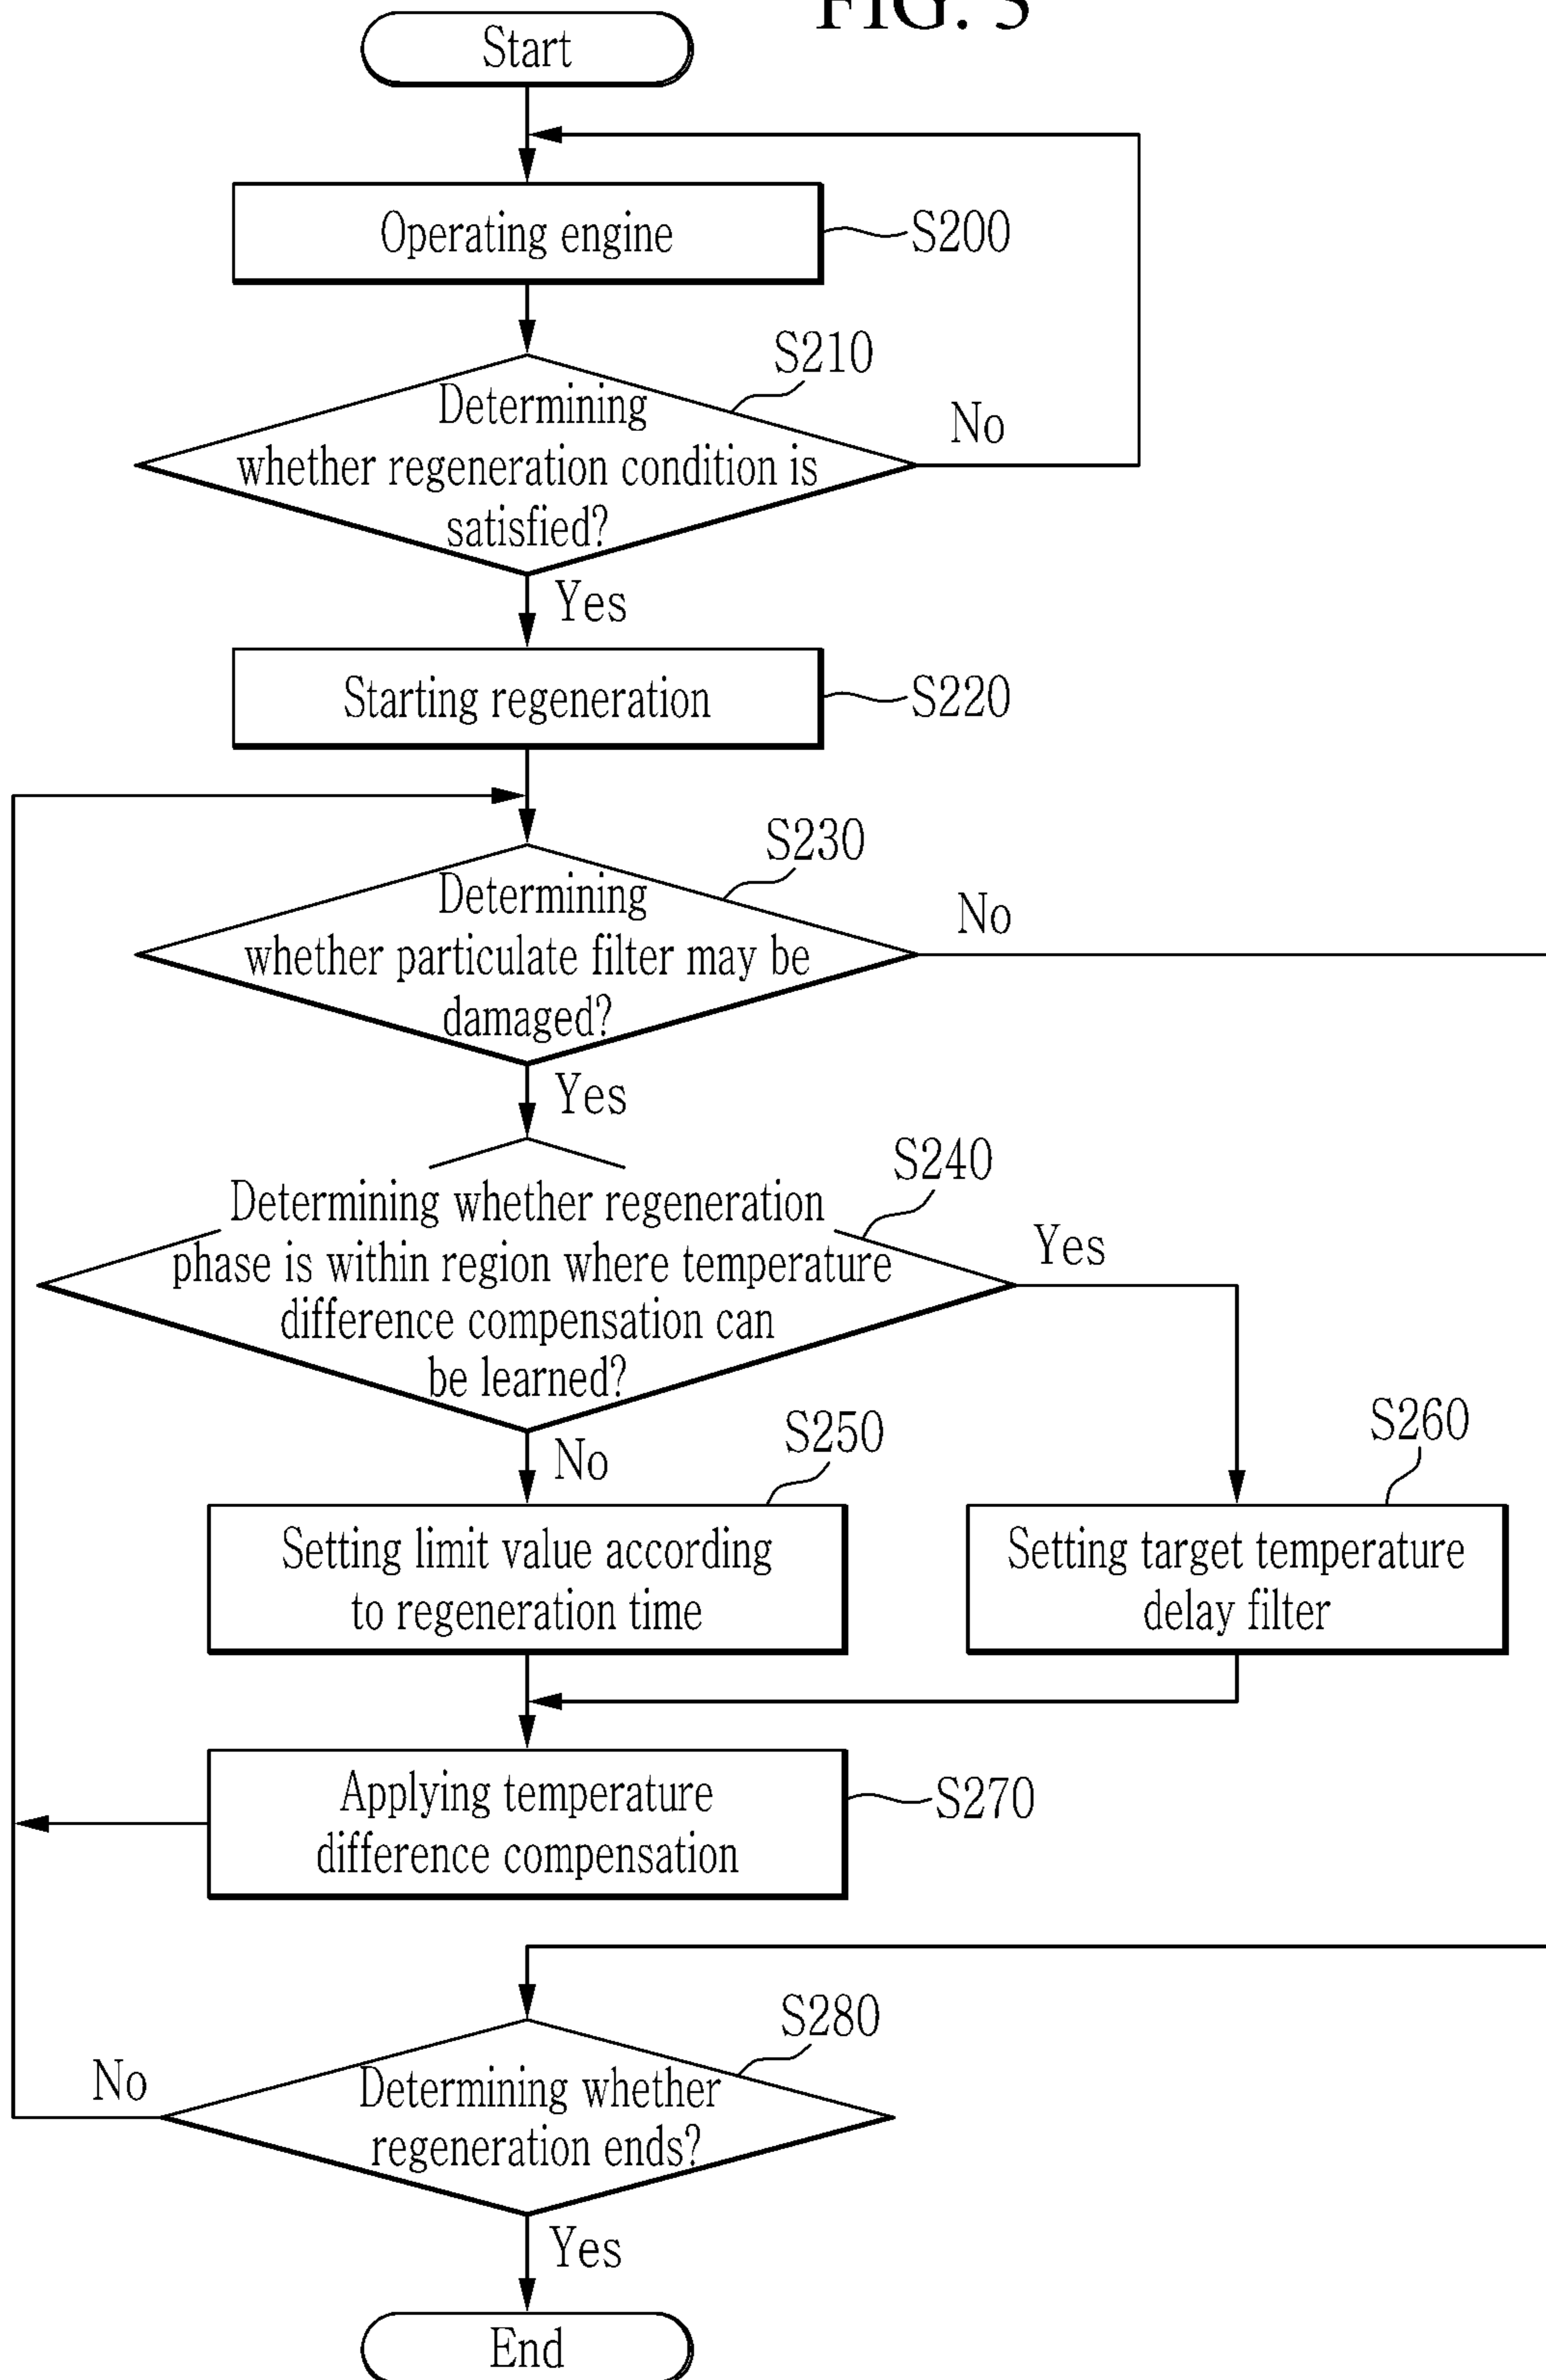 FIG. 3
Start
Operating engine
S200
S210
Determining
whether regeneration condition is
satisfied?
No
Yes
Starting regeneration
S220
S230
Determining
whether particulate filter may be
damaged?
No
Yes
S240
Determining whether regeneration
phase is within region where temperature
difference compensation can
be learned?
Yes
No
S250
S260
Setting limit value according
to regeneration time
Setting target temperature
delay filter
Applying temperature
difference compensation
S270
S280
Determining whether
regeneration ends?
No
Yes
End